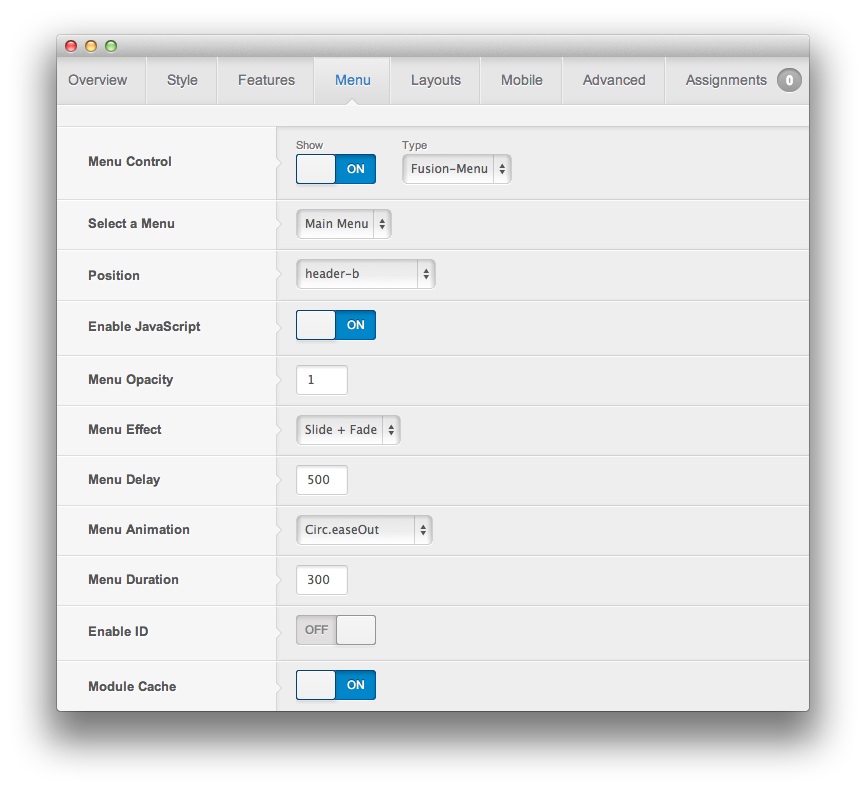 Overview Style Features Menu Layouts Mobile Advanced Assignments 0
Show Type
Menu Control ON Fusion-Menu
Select a Menu Main Menu
Position header-b
Enable JavaScript ON
Menu Opacity 1
Menu Effect Slide + Fade
Menu Delay 500
Menu Animation Circ.easeOut
Menu Duration 300
Enable ID OFF
Module Cache ON